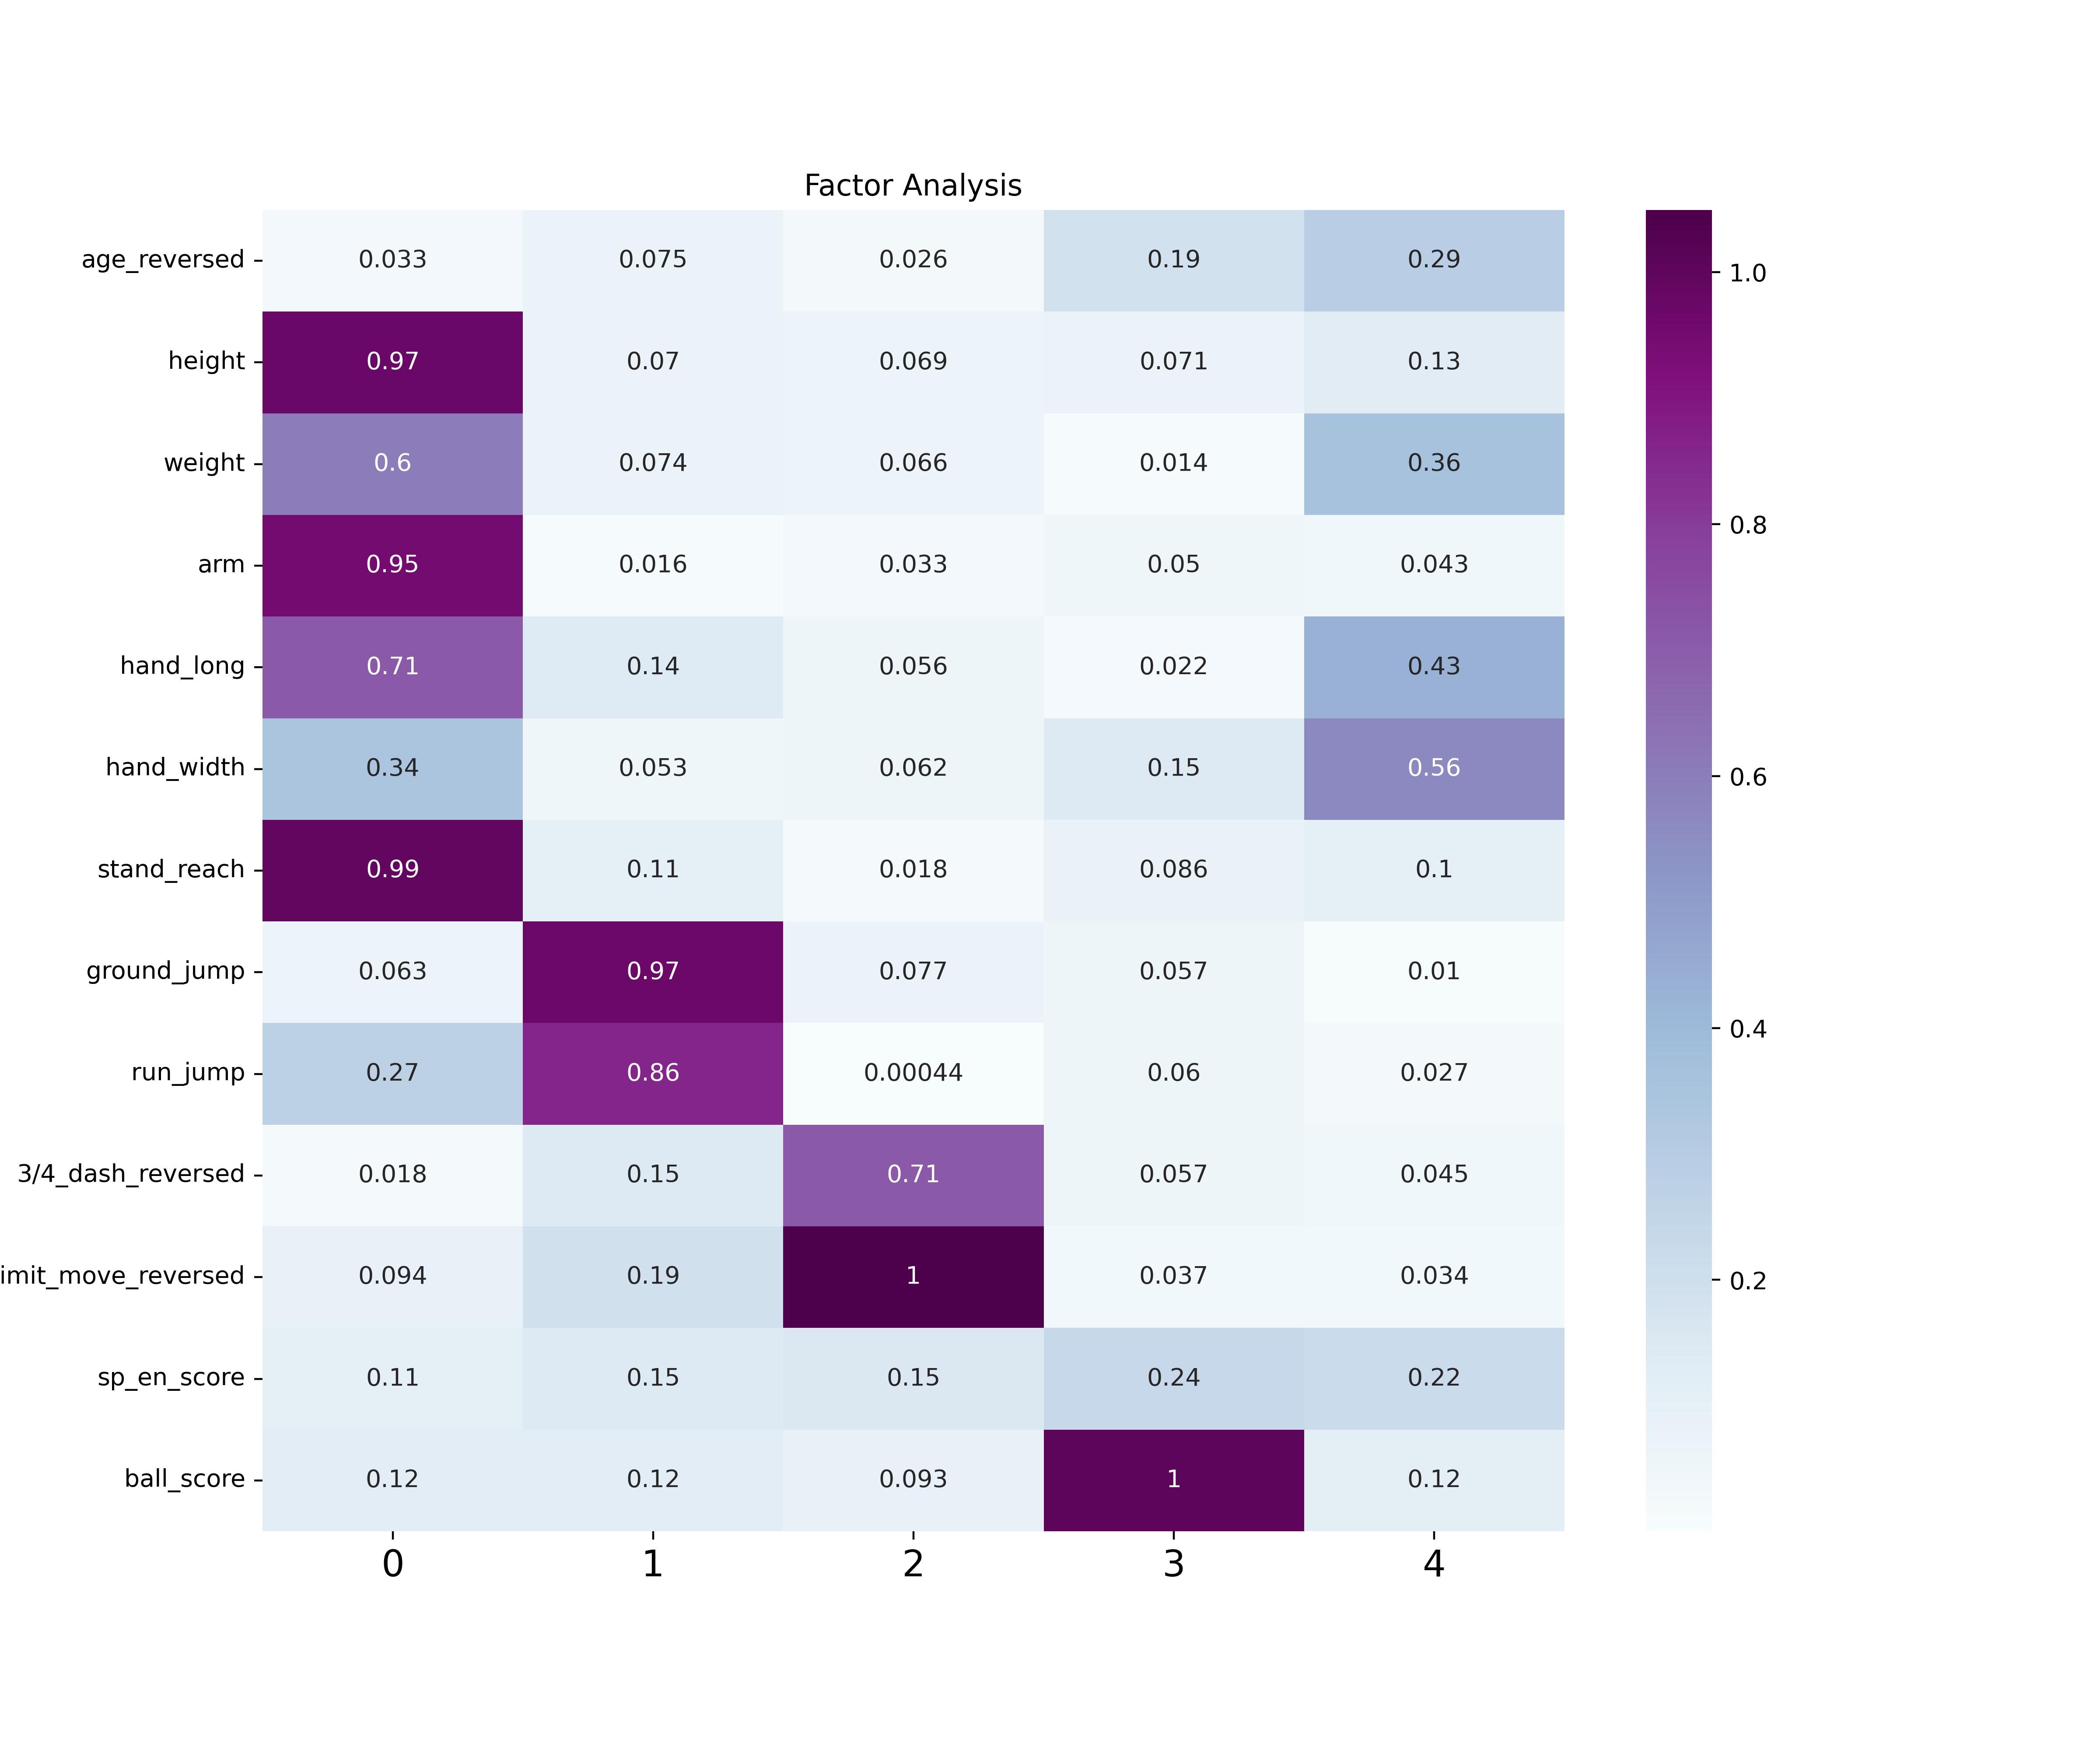 Factor Analysis
age_reversed 0.033 0.075 0.026 0.19 0.29
height 0.97 0.07 0.069 0.071 0.13
weight 0.6 0.074 0.066 0.014 0.36
arm 0.95 0.016 0.033 0.05 0.043
hand_long 0.71 0.14 0.056 0.022 0.43
hand_width 0.34 0.053 0.062 0.15 0.56
stand_reach 0.99 0.11 0.018 0.086 0.1
ground_jump 0.063 0.97 0.077 0.057 0.01
run_jump 0.27 0.86 0.00044 0.06 0.027
3/4_dash_reversed 0.018 0.15 0.71 0.057 0.045
imit_move_reversed 0.094 0.19 1 0.037 0.034
sp_en_score 0.11 0.15 0.15 0.24 0.22
ball_score 0.12 0.12 0.093 1 0.12
0 1 2 3 4
1.0
0.8
0.6
0.4
0.2